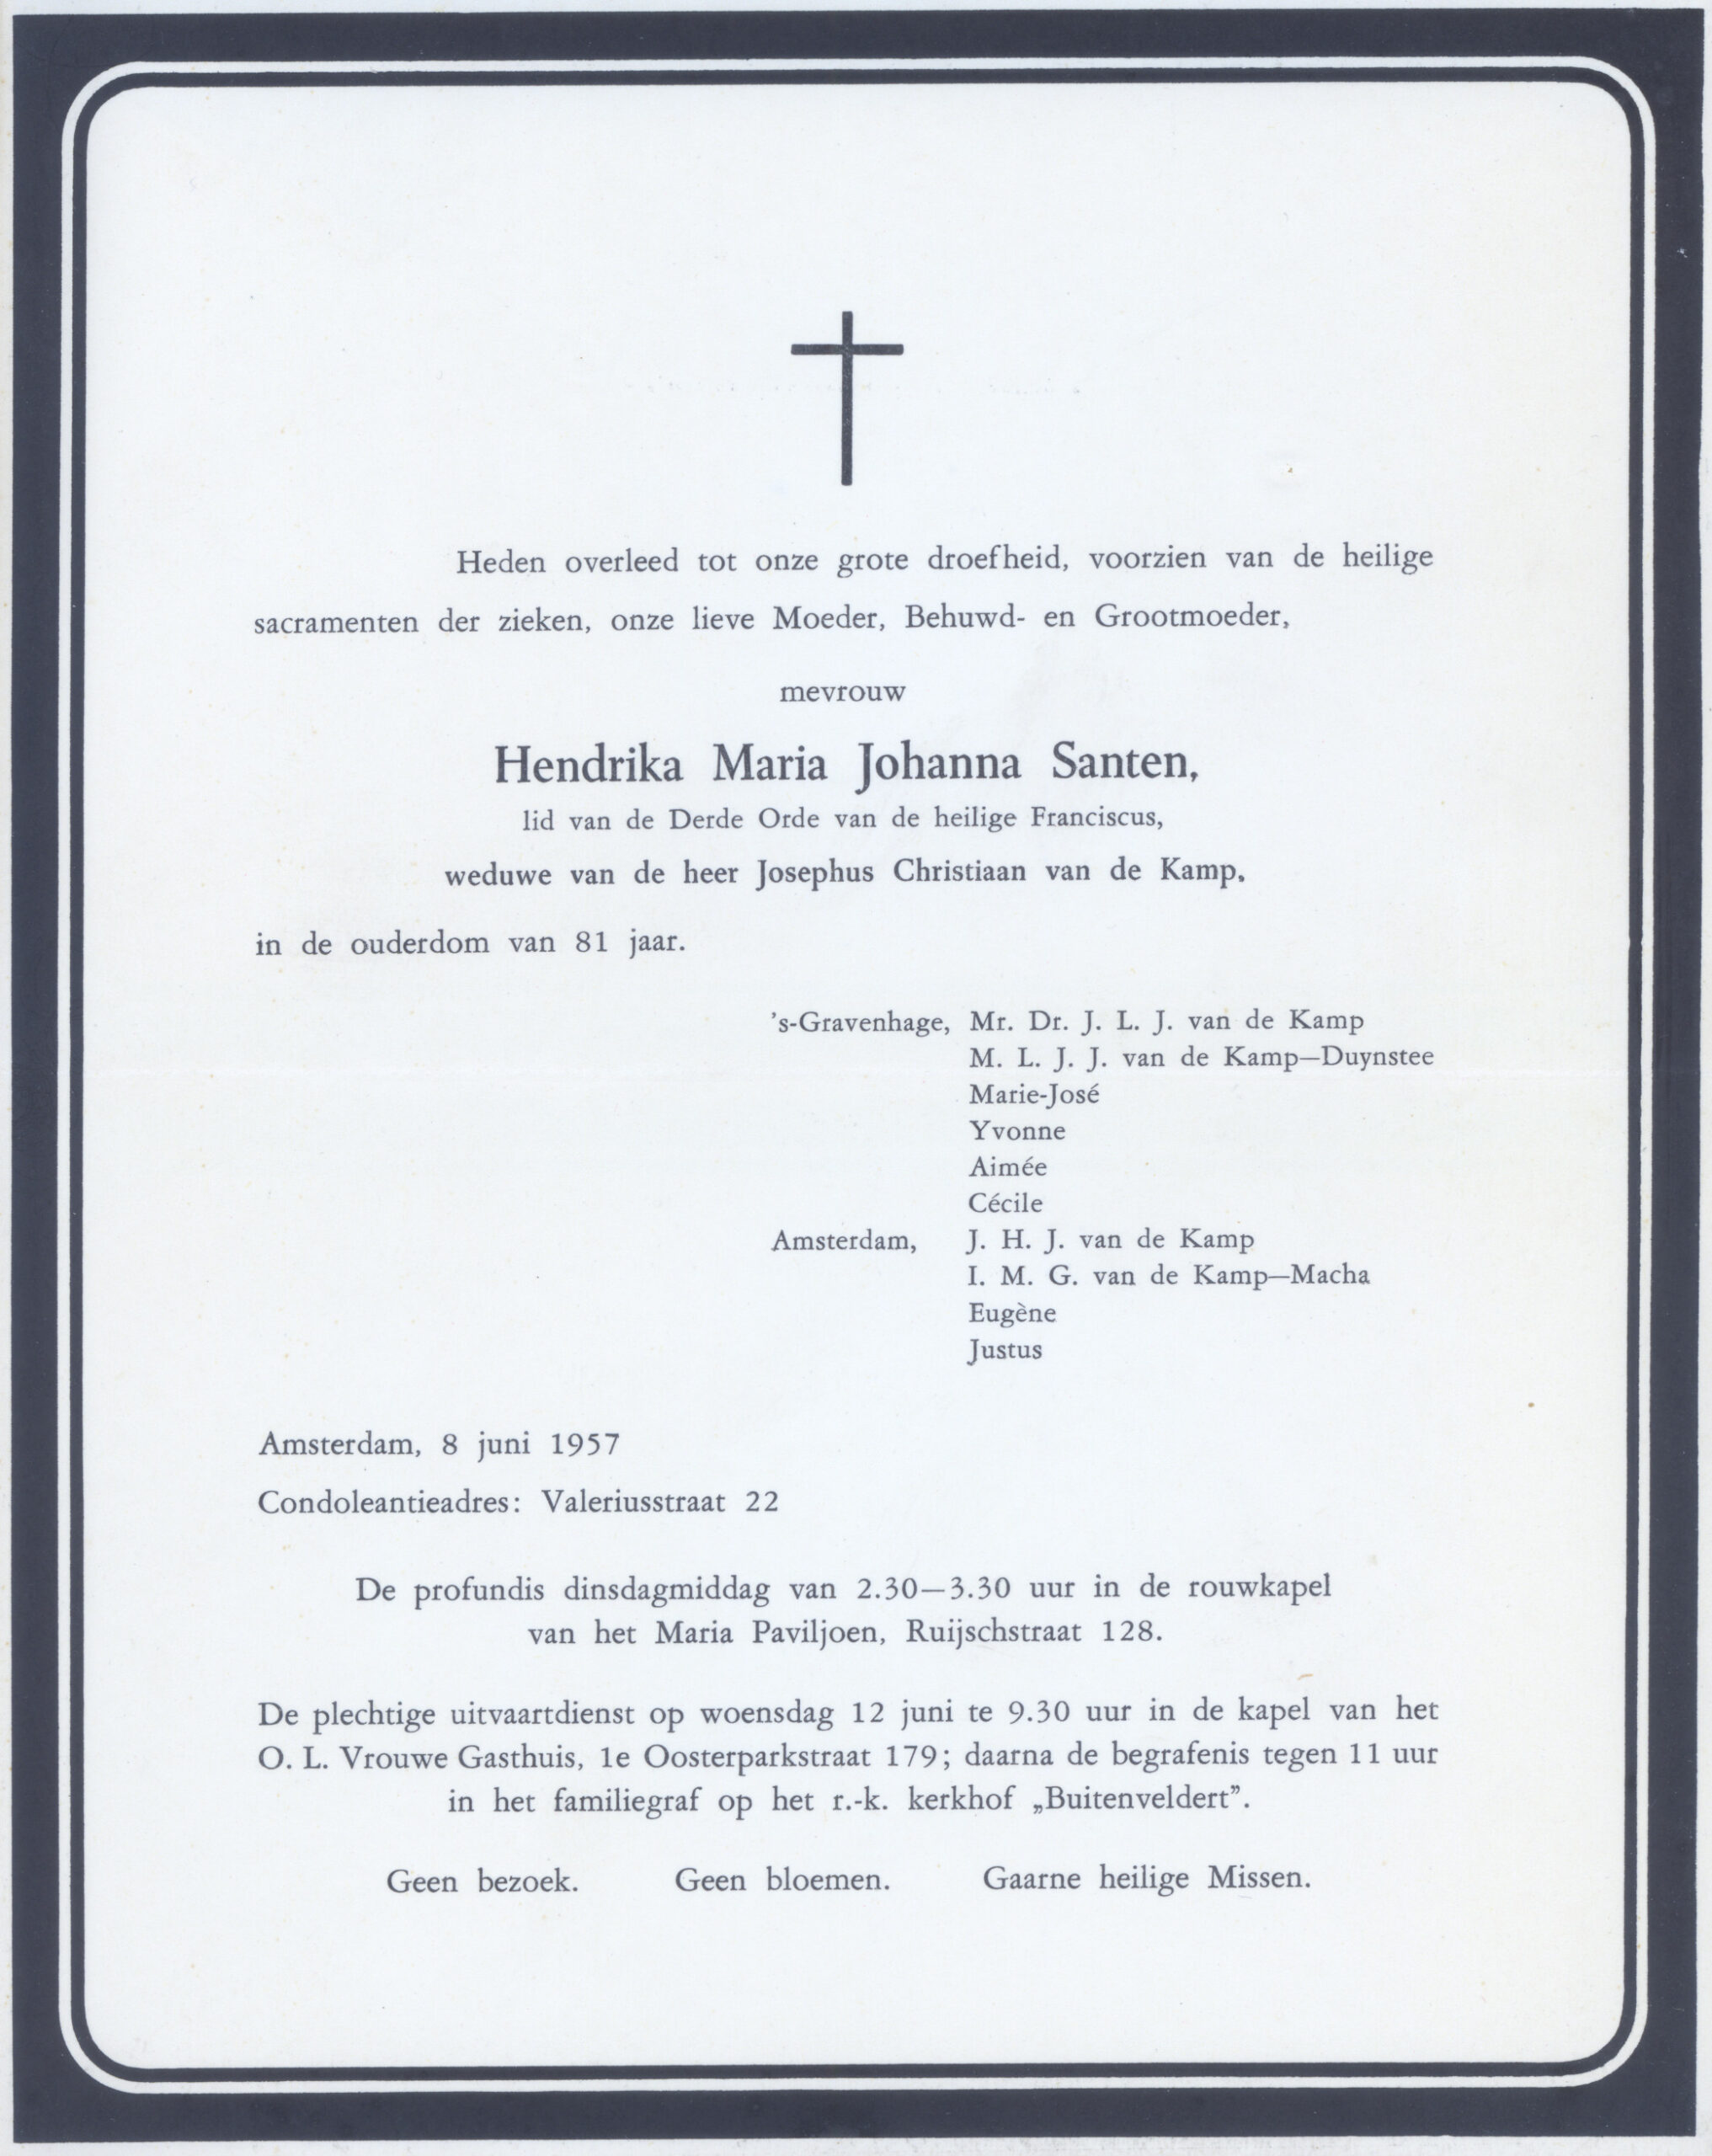 Heden overleed tot onze grote droefheid, voorzien van de heilige
sacramenten der zieken, onze lieve Moeder, Behuwd- en Grootmoeder,
mevrouw
Hendrika Maria Johanna Santen,
lid van de Derde Orde van de heilige Franciscus,
weduwe van de heer Josephus Christiaan van de Kamp,
in de ouderdom van 81 jaar.
's-Gravenhage, Mr. Dr. J. L. J. van de Kamp
M. L. J. J. van de Kamp—Duynstee
Marie-José
Yvonne
Aimée
Cécile
Amsterdam, J. H. J. van de Kamp
I. M. G. van de Kamp—Macha
Eugène
Justus
Amsterdam, 8 juni 1957
Condoleantieadres: Valeriusstraat 22
De profundis dinsdagmiddag van 2.30—3.30 uur in de rouwkapel
van het Maria Paviljoen, Ruijschstraat 128.
De plechtige uitvaartdienst op woensdag 12 juni te 9.30 uur in de kapel van het
O. L. Vrouwe Gasthuis, 1e Oosterparkstraat 179; daarna de begrafenis tegen 11 uur
in het familiegraf op het r.-k. kerkhof „Buitenveldert”.
Geen bezoek. Geen bloemen. Gaarne heilige Missen.